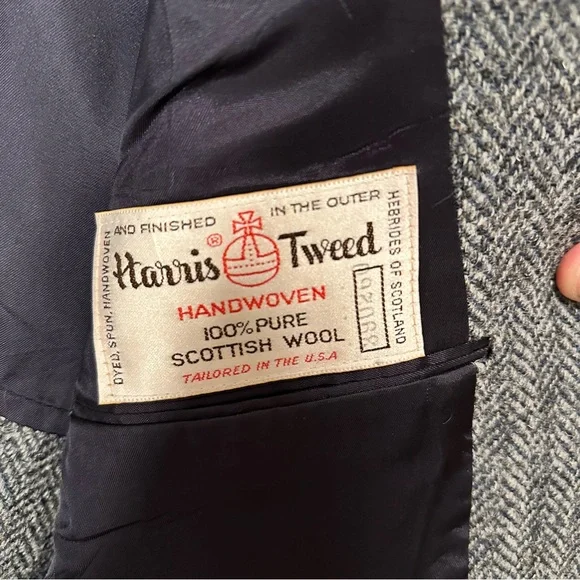 DYED, SPUN, HANDWOVEN
AND FINISHED
IN THE OUTER
HEBRIDES OF SCOTLAND
Harris® Tweed
HANDWOVEN
100% PURE
SCOTTISH WOOL
TAILORED IN THE U.S.A